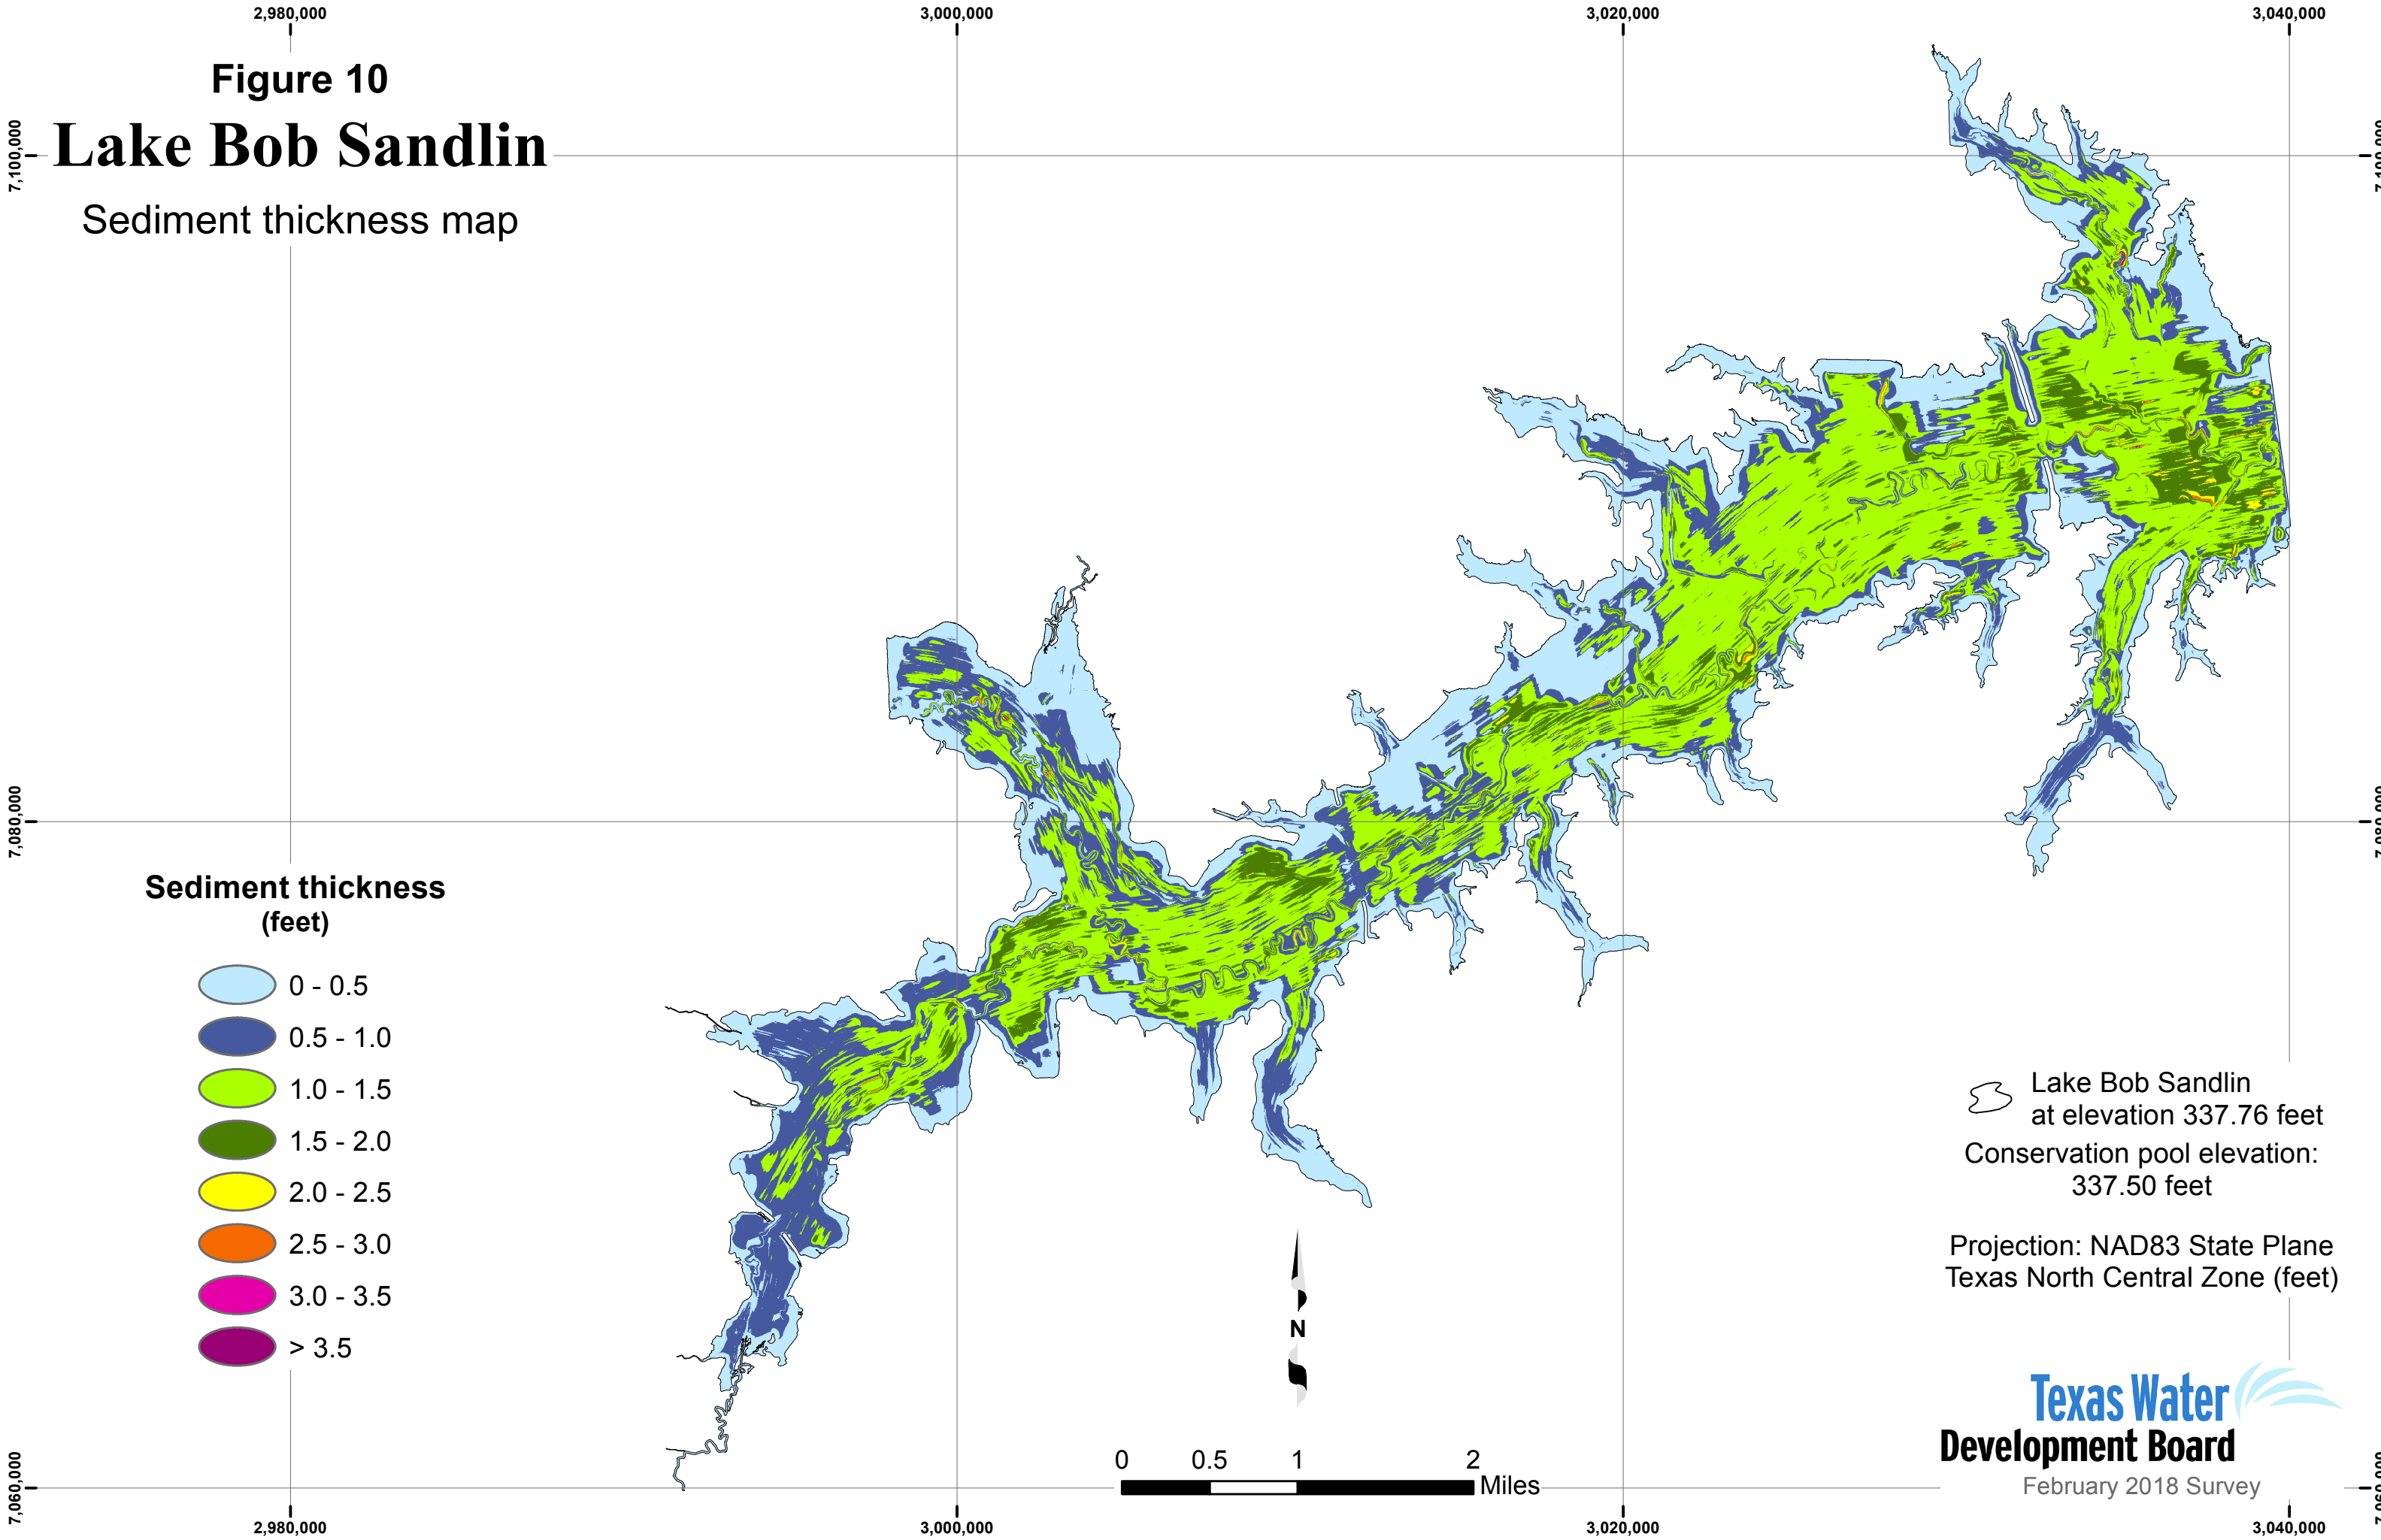 2,980,000
3,000,000
3,020,000
3,040,000
Figure 10
Lake Bob Sandlin
Sediment thickness map
7,100,000
7,080,000
7,060,000
Sediment thickness
(feet)
0 - 0.5
0.5 - 1.0
1.0 - 1.5
1.5 - 2.0
2.0 - 2.5
2.5 - 3.0
3.0 - 3.5
> 3.5
Lake Bob Sandlin
at elevation 337.76 feet
Conservation pool elevation:
337.50 feet
Projection: NAD83 State Plane
Texas North Central Zone (feet)
N
0 0.5 1 2
Miles
Texas Water
Development Board
February 2018 Survey
2,980,000
3,000,000
3,020,000
3,040,000